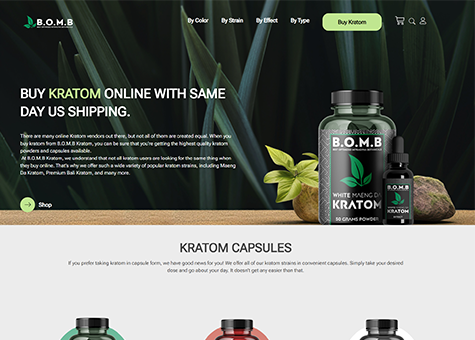 B.O.M.B
By Color By Strain By Effect By Type Buy Kratom
BUY KRATOM ONLINE WITH SAME
DAY US SHIPPING.
There are many online Kratom vendors out there, but not all of them are created equal. When you
buy kratom from B.O.M.B Kratom, you can be sure that you're getting the highest quality kratom
powders and capsules available.
At B.O.M.B Kratom, we understand that not all kratom users are looking for the same thing when
they buy online. That's why we offer such a wide variety of popular kratom strains, including Maeng
Da Kratom, Premium Bali Kratom, and many more.
Shop
B.O.M.B
WHITE MAENG DA
KRATOM
50 GRAMS POWDER
B.O.M.B
KRATOM
KRATOM CAPSULES
If you prefer taking kratom in capsule form, we have good news for you! We offer all of our kratom strains in convenient capsules. Simply take your desired
dose and go about your day. It doesn't get any easier than that.